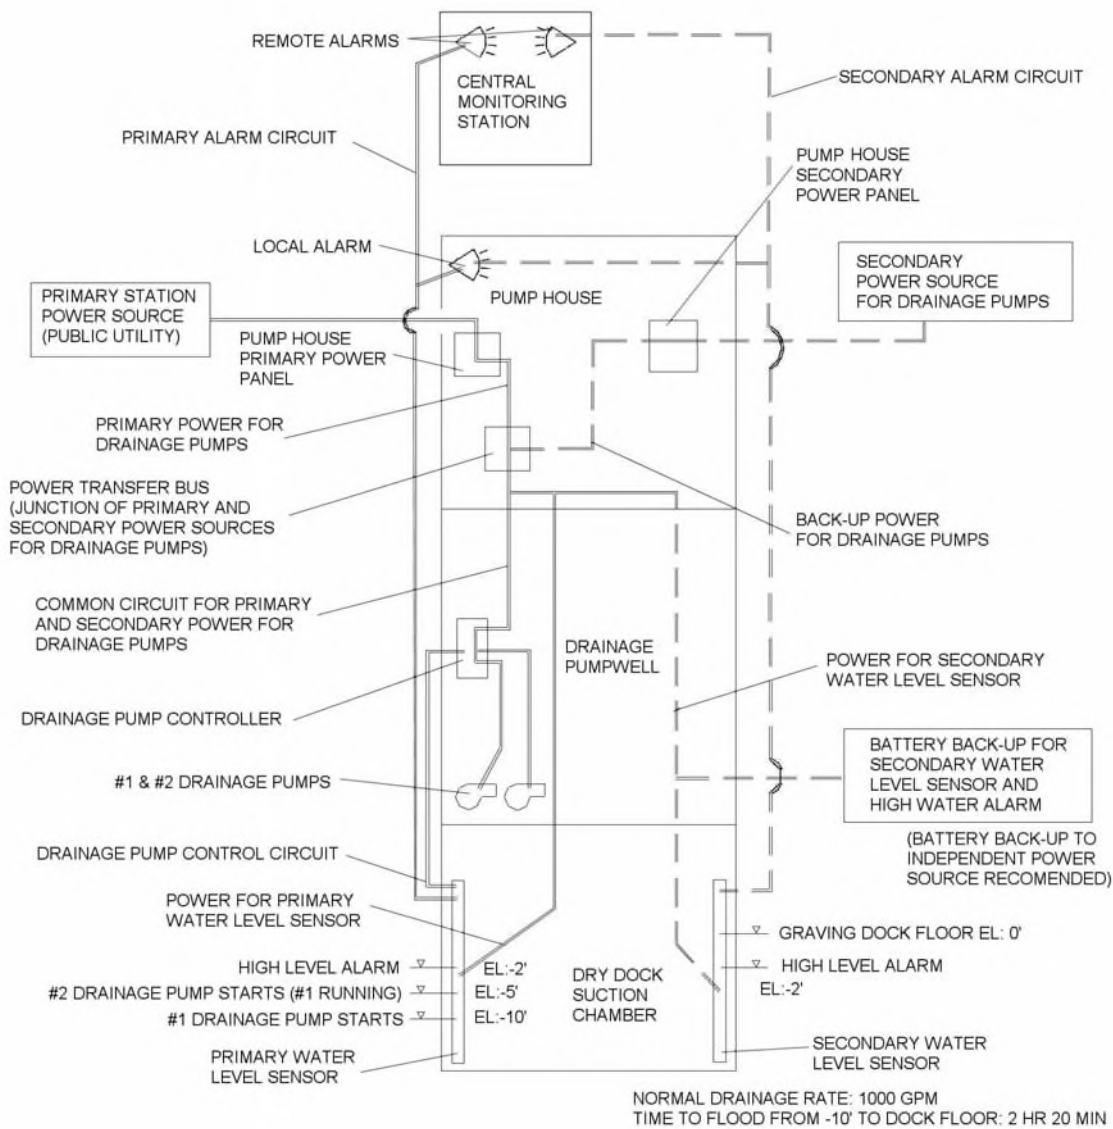 REMOTE ALARMS
CENTRAL
MONITORING
STATION
SECONDARY ALARM CIRCUIT
PRIMARY ALARM CIRCUIT
PUMP HOUSE
SECONDARY
POWER PANEL
LOCAL ALARM
PUMP HOUSE
SECONDARY
POWER SOURCE
FOR DRAINAGE PUMPS
PRIMARY STATION
POWER SOURCE
(PUBLIC UTILITY)
PUMP HOUSE
PRIMARY POWER
PANEL
PRIMARY POWER FOR
DRAINAGE PUMPS
POWER TRANSFER BUS
(JUNCTION OF PRIMARY AND
SECONDARY POWER SOURCES
FOR DRAINAGE PUMPS)
BACK-UP POWER
FOR DRAINAGE PUMPS
COMMON CIRCUIT FOR PRIMARY
AND SECONDARY POWER FOR
DRAINAGE PUMPS
DRAINAGE
PUMPWELL
POWER FOR SECONDARY
WATER LEVEL SENSOR
DRAINAGE PUMP CONTROLLER
#1 & #2 DRAINAGE PUMPS
BATTERY BACK-UP FOR
SECONDARY WATER
LEVEL SENSOR AND
HIGH WATER ALARM
(BATTERY BACK-UP TO
INDEPENDENT POWER
SOURCE RECOMENDED)
DRAINAGE PUMP CONTROL CIRCUIT
POWER FOR PRIMARY
WATER LEVEL SENSOR
GRAVING DOCK FLOOR EL: 0'
HIGH LEVEL ALARM
EL:-2'
HIGH LEVEL ALARM
EL:-2'
#2 DRAINAGE PUMP STARTS (#1 RUNNING)
EL:-5'
#1 DRAINAGE PUMP STARTS
EL:-10'
DRY DOCK
SUCTION
CHAMBER
PRIMARY WATER
LEVEL SENSOR
SECONDARY WATER
LEVEL SENSOR
NORMAL DRAINAGE RATE: 1000 GPM
TIME TO FLOOD FROM -10' TO DOCK FLOOR: 2 HR 20 MIN